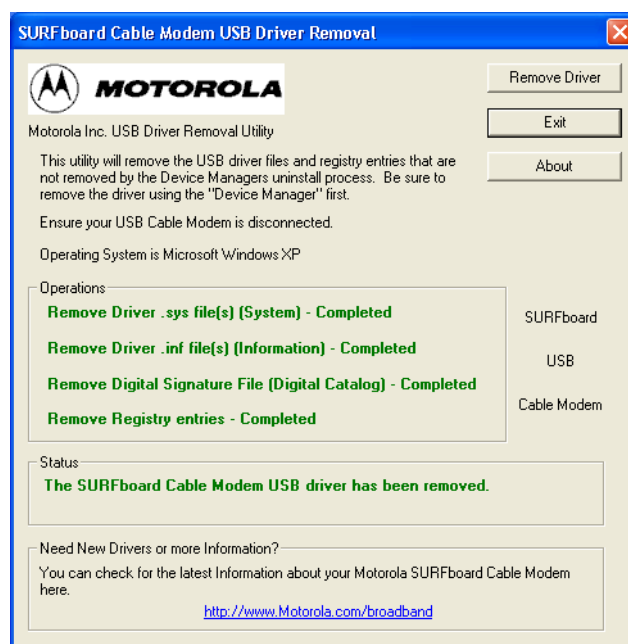 SURFboard Cable Modem USB Driver Removal
MOTOROLA
Remove Driver
Exit
About
Motorola Inc. USB Driver Removal Utility
This utility will remove the USB driver files and registry entries that are
not removed by the Device Managers uninstall process.  Be sure to
remove the driver using the "Device Manager" first.
Ensure your USB Cable Modem is disconnected.
Operating System is Microsoft Windows XP
Operations
Remove Driver .sys file(s) (System) - Completed
Remove Driver .inf file(s) (Information) - Completed
Remove Digital Signature File (Digital Catalog) - Completed
Remove Registry entries - Completed
SURFboard
USB
Cable Modem
Status
The SURFboard Cable Modem USB driver has been removed.
Need New Drivers or more Information?
You can check for the latest Information about your Motorola SURFboard Cable Modem
here.
http://www.Motorola.com/broadband